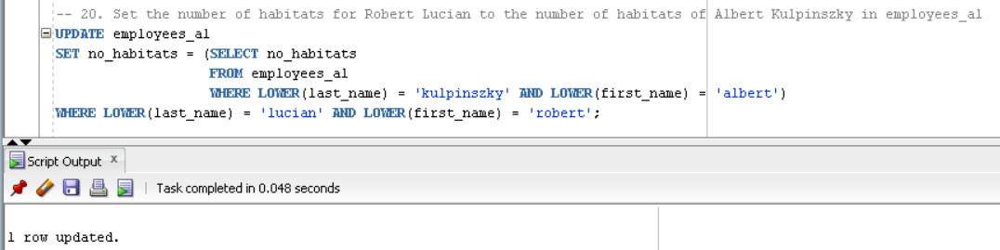 -- 20. Set the number of habitats for Robert Lucian to the number of habitats of Albert Kulpinszky in employees_al
UPDATE employees_al
SET no_habitats = (SELECT no_habitats
FROM employees_al
WHERE LOWER(last_name) = 'kulpinszky' AND LOWER(first_name) = 'albert')
WHERE LOWER(last_name) = 'lucian' AND LOWER(first_name) = 'robert';
Script Output x
Task completed in 0.048 seconds
1 row updated.